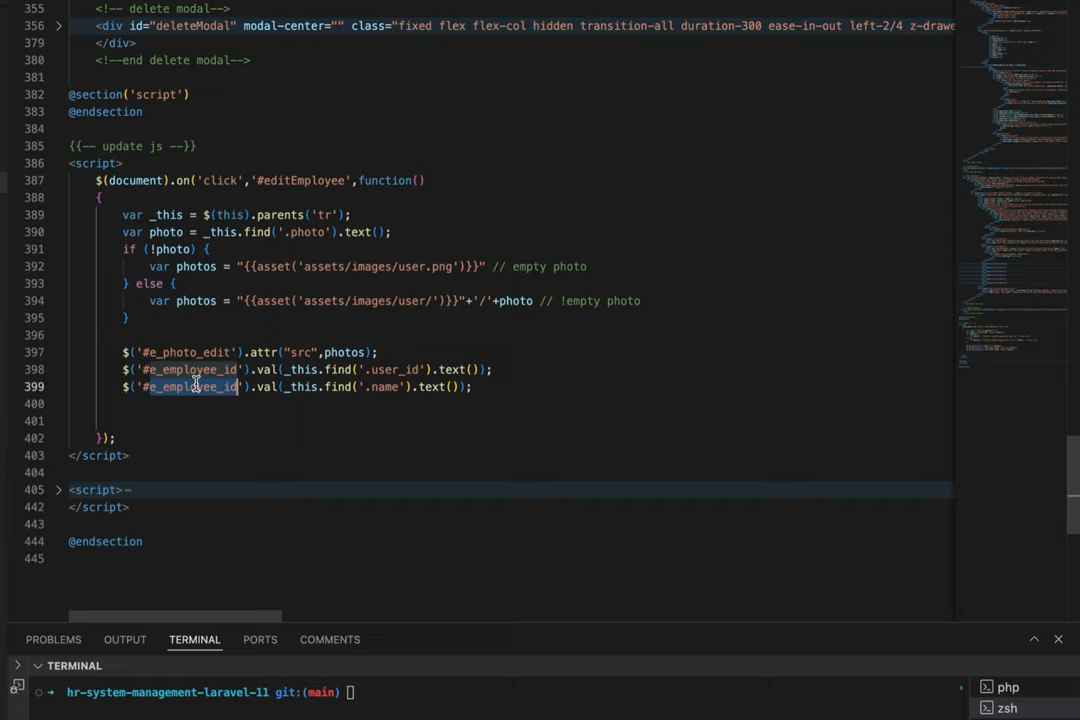 355 <!-- delete modal-->
356 <div id="deleteModal" modal-center="" class="fixed flex flex-col hidden transition-all duration-300 ease-in-out left-2/4 z-drawe
379 </div>
380 <!--end delete modal-->
381
382 @section('script')
383 @endsection
384
385 {{-- update js --}}
386 <script>
387 $(document).on('click','#editEmployee',function()
388 {
389 var _this = $(this).parents('tr');
390 var photo = _this.find('.photo').text();
391 if (!photo) {
392 var photos = "{{asset('assets/images/user.png')}}" // empty photo
393 } else {
394 var photos = "{{asset('assets/images/user/')}}"+'/'+photo // !empty photo
395 }
396
397 $('#e_photo_edit').attr("src",photos);
398 $('#e_employee_id').val(_this.find('.user_id').text());
399 $('#e_employee_id').val(_this.find('.name').text());
400
401
402 });
403 </script>
404
405 <script>
442 </script>
443
444 @endsection
445
PROBLEMS OUTPUT TERMINAL PORTS COMMENTS
TERMINAL
hr-system-management-laravel-11 git:(main)
php
zsh